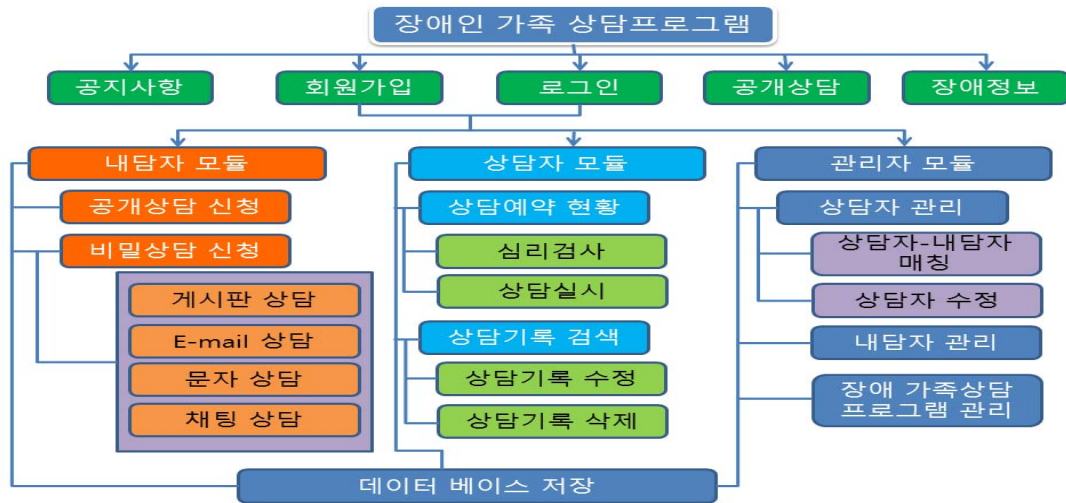 장애인 가족 상담프로그램
공지사항
회원가입
로그인
공개상담
장애정보
내담자 모듈
공개상담 신청
비밀상담 신청
게시판 상담
E-mail 상담
문자 상담
채팅 상담
상담자 모듈
상담예약 현황
심리검사
상담실시
상담기록 검색
상담기록 수정
상담기록 삭제
관리자 모듈
상담자 관리
상담자-내담자
매칭
상담자 수정
내담자 관리
장애 가족상담
프로그램 관리
데이터 베이스 저장